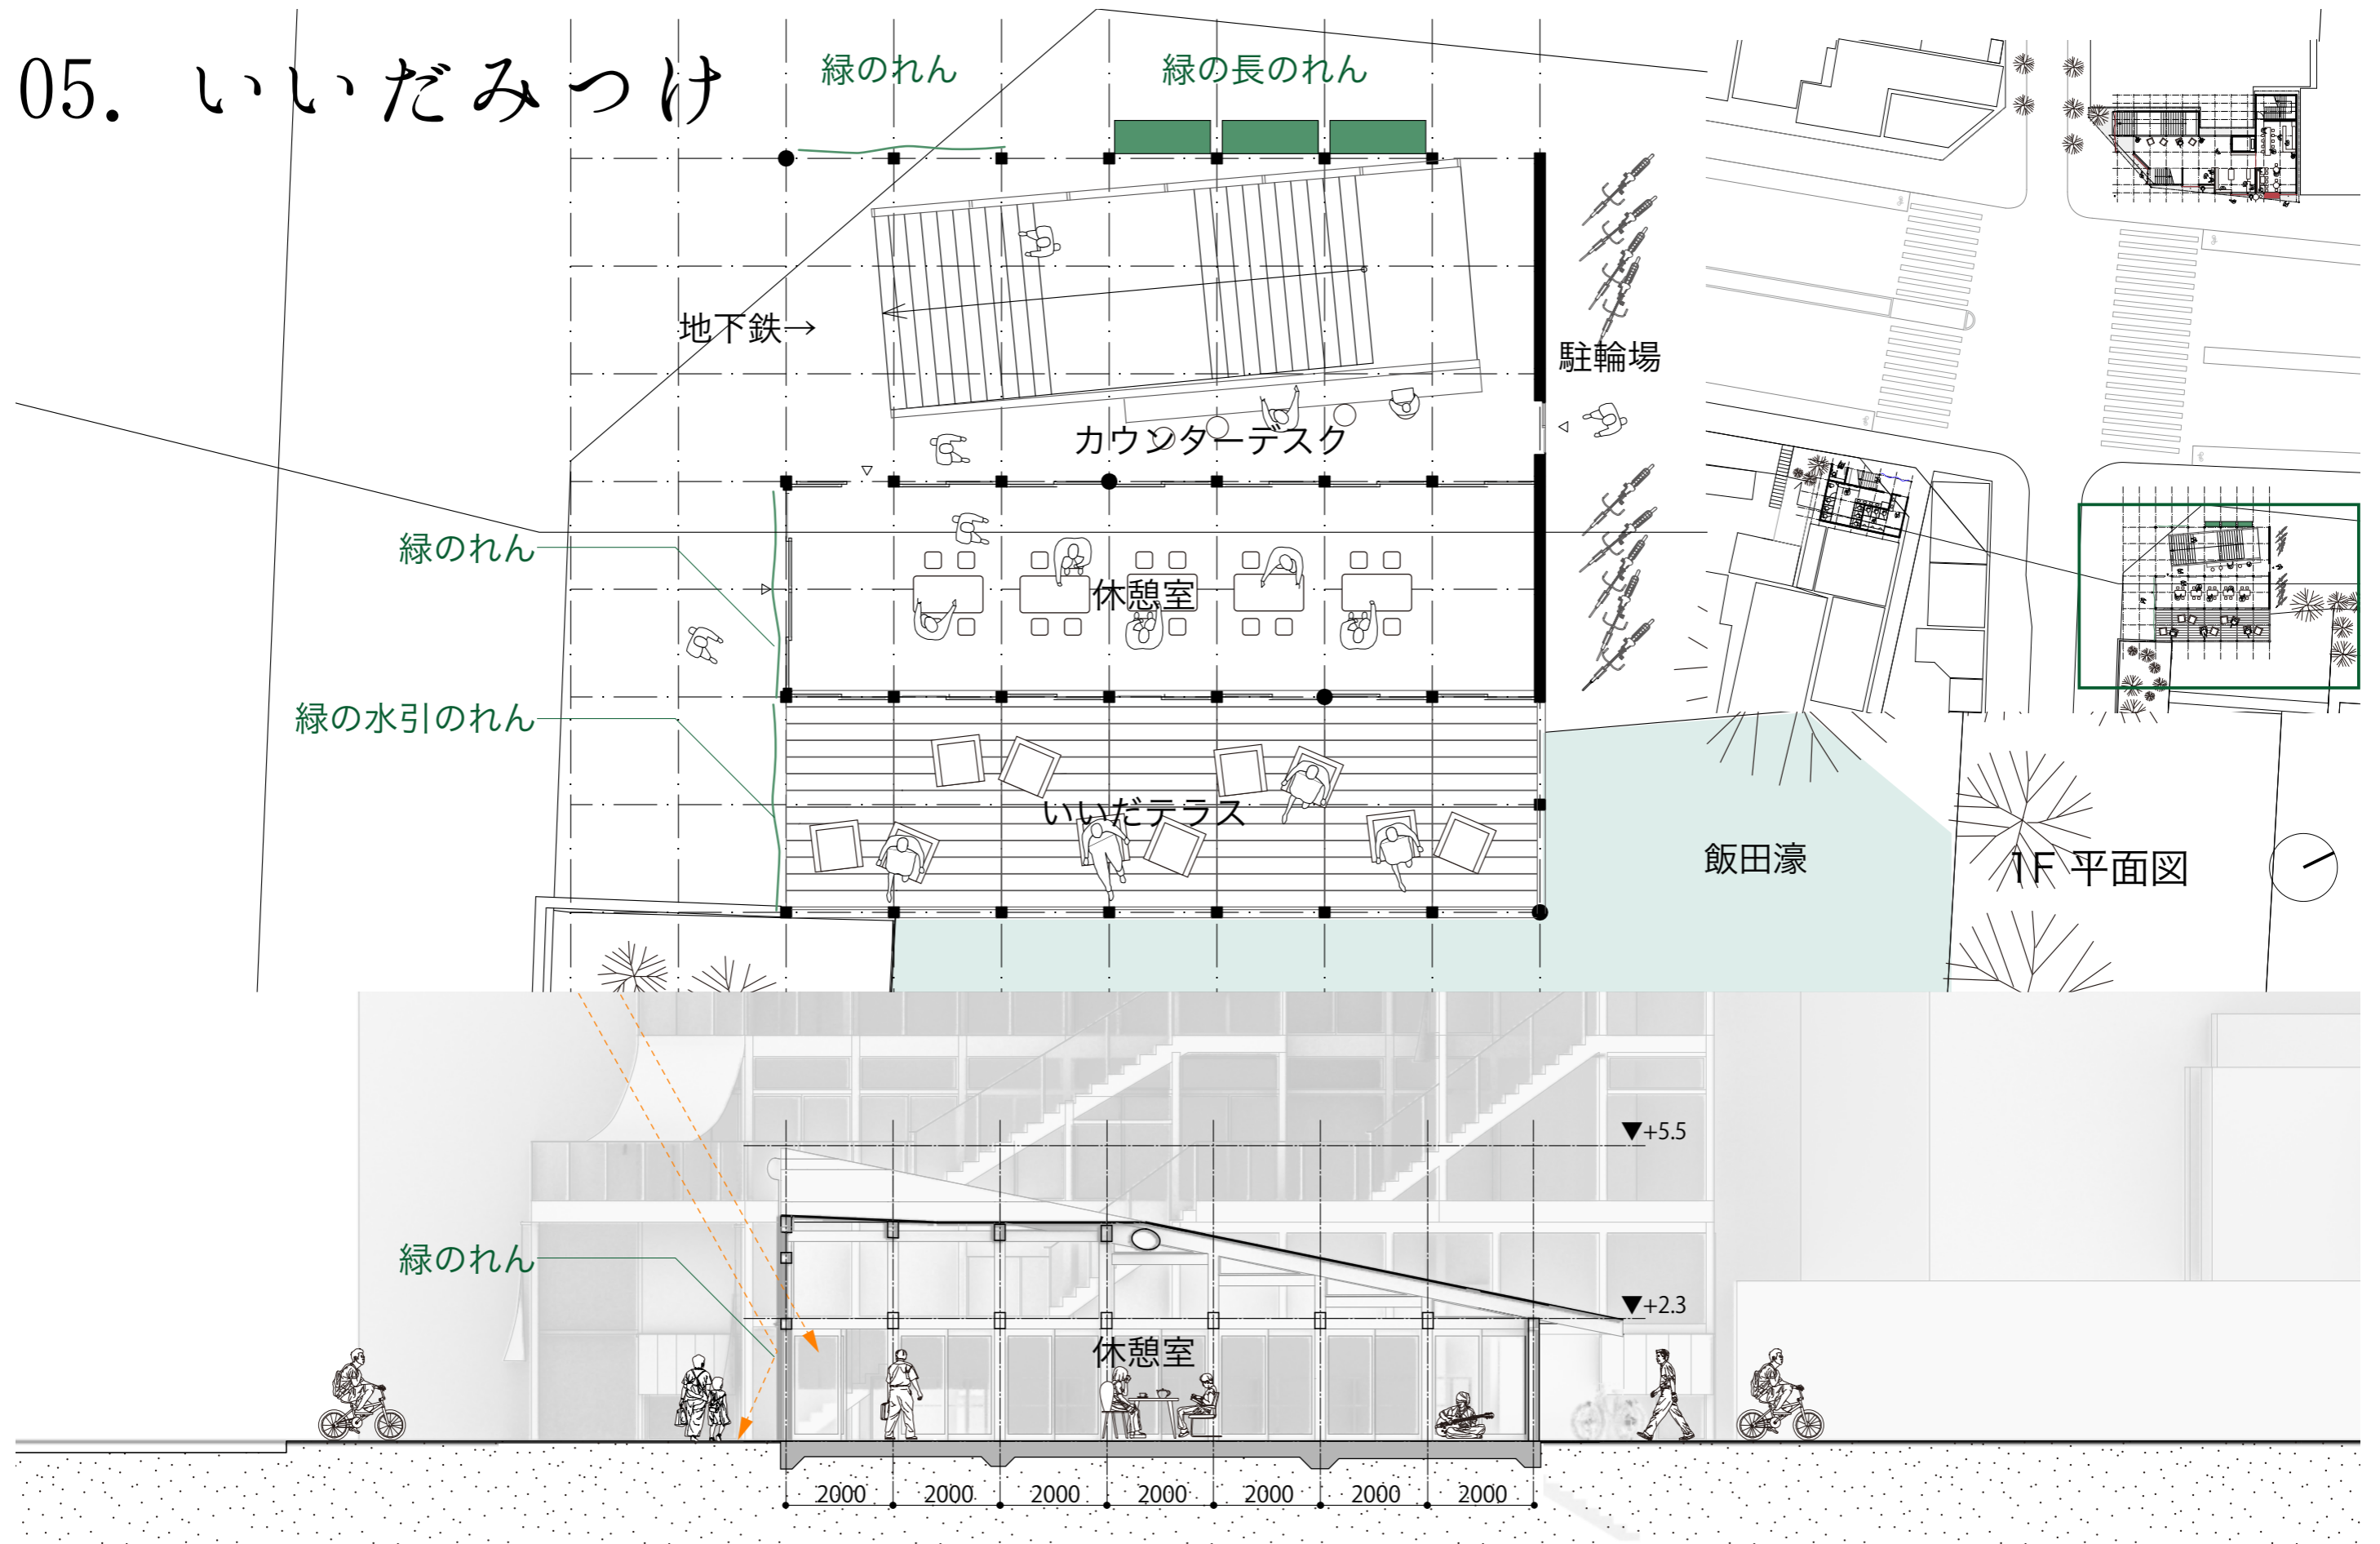 05. いいだみつけ
緑のれん
緑の長のれん
地下鉄→
駐輪場
カウンターデスク
緑のれん
休憩室
緑の水引のれん
いいだテラス
飯田濠
1F 平面図
▼+5.5
緑のれん
▼+2.3
休憩室
2000 2000 2000 2000 2000 2000 2000